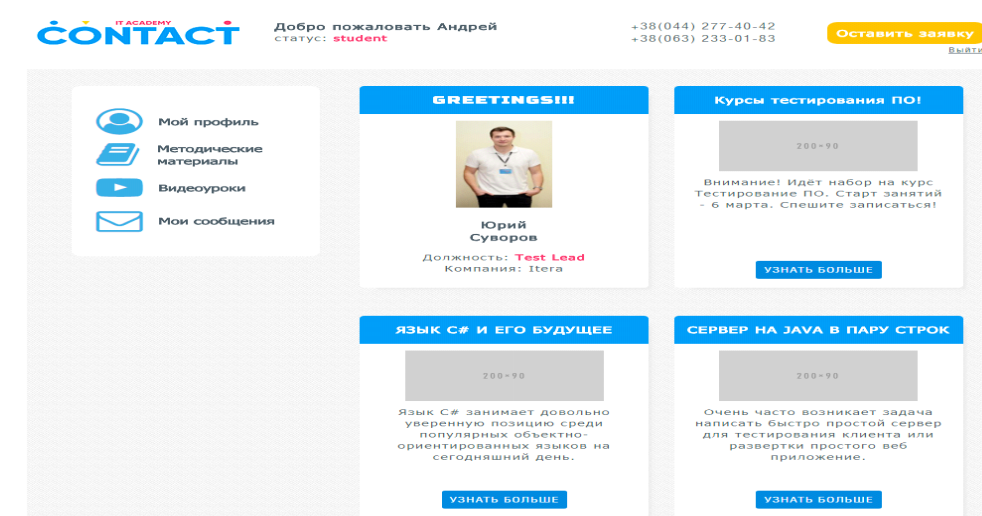 IT ACADEMY
CONTACT
Добро пожаловать Андрей
статус: student
+38(044) 277-40-42
+38(063) 233-01-83
Оставить заявку
Выйти
Мой профиль
Методические
материалы
Видеоуроки
Мои сообщения
GREETINGS!!!
Юрий
Суворов
Должность: Test Lead
Компания: Itera
Курсы тестирования ПО!
200×90
Внимание! Идёт набор на курс
Тестирование ПО. Старт занятий
- 6 марта. Спешите записаться!
УЗНАТЬ БОЛЬШЕ
ЯЗЫК C# И ЕГО БУДУЩЕЕ
200×90
Язык C# занимает довольно
уверенную позицию среди
популярных объектно-
ориентированных языков на
сегодняшний день.
УЗНАТЬ БОЛЬШЕ
СЕРВЕР НА JAVA В ПАРУ СТРОК
200×90
Очень часто возникает задача
написать быстро простой сервер
для тестирования клиента или
развертки простого веб
приложение.
УЗНАТЬ БОЛЬШЕ